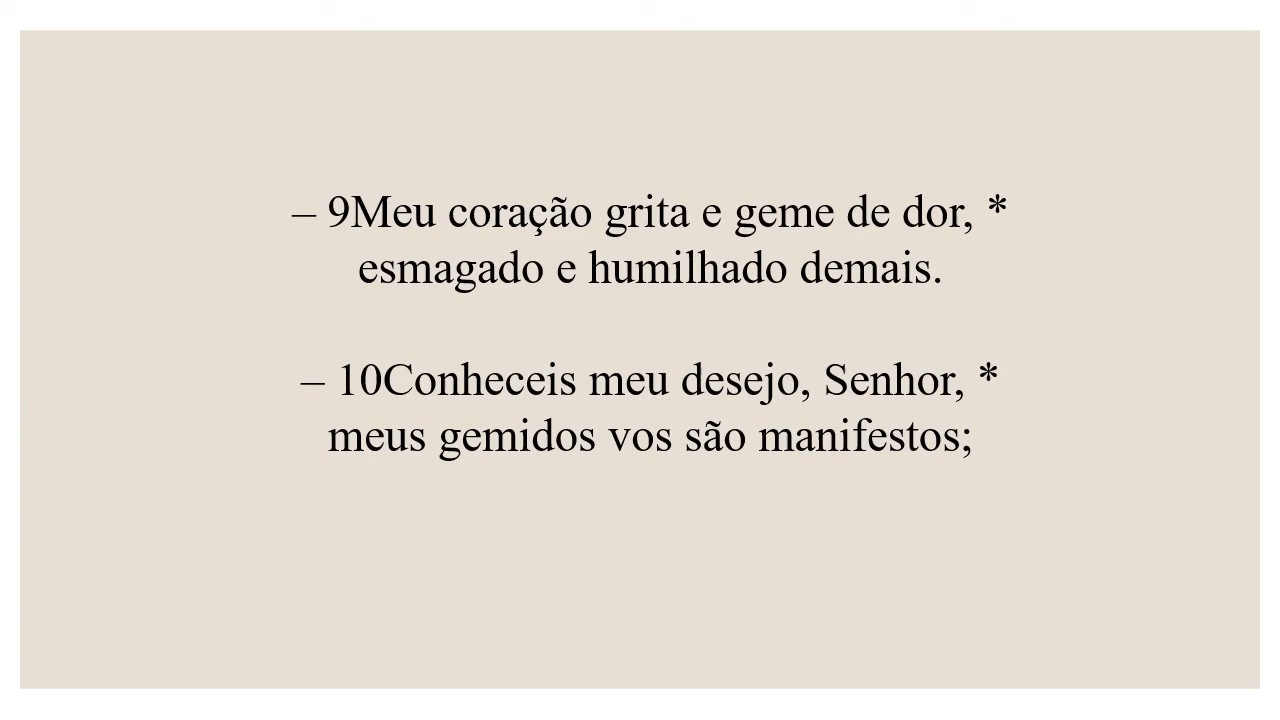 – 9Meu coração grita e geme de dor, *
esmagado e humilhado demais.
– 10Conheceis meu desejo, Senhor, *
meus gemidos vos são manifestos;